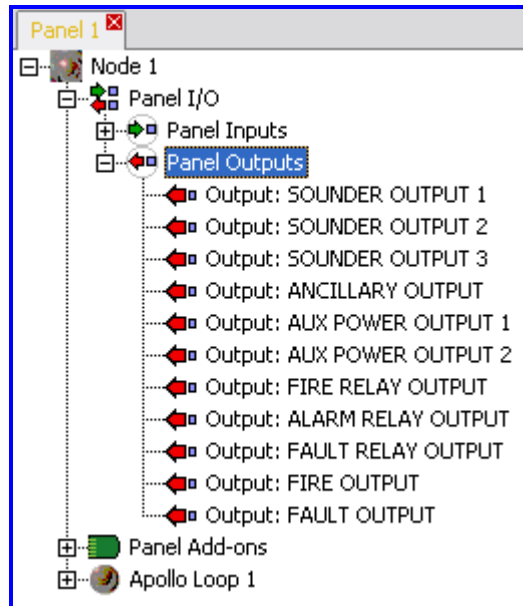 Panel 1
Node 1
Panel I/O
Panel Inputs
Panel Outputs
Output: SOUNDER OUTPUT 1
Output: SOUNDER OUTPUT 2
Output: SOUNDER OUTPUT 3
Output: ANCILLARY OUTPUT
Output: AUX POWER OUTPUT 1
Output: AUX POWER OUTPUT 2
Output: FIRE RELAY OUTPUT
Output: ALARM RELAY OUTPUT
Output: FAULT RELAY OUTPUT
Output: FIRE OUTPUT
Output: FAULT OUTPUT
Panel Add-ons
Apollo Loop 1